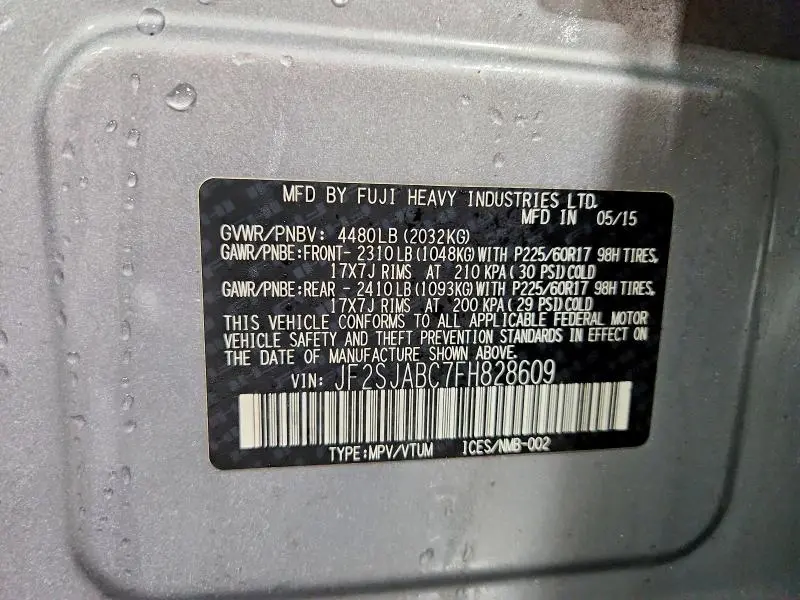 MFD BY FUJI HEAVY INDUSTRIES LTD.
MFD IN 05/15
GVWR/PNBV: 4480LB (2032KG)
GAWR/PNBE:FRONT- 2310LB (1048KG) WITH P225/60R17 98H TIRES,
17X7J RIMS AT 210 KPA ( 30 PSI) COLD
GAWR/PNBE:REAR - 2410LB (1093KG) WITH P225/60R17 98H TIRES,
17X7J RIMS AT 200 KPA ( 29 PSI) COLD
THIS VEHICLE CONFORMS TO ALL APPLICABLE FEDERAL MOTOR
VEHICLE SAFETY AND THEFT PREVENTION STANDARDS IN EFFECT ON
THE DATE OF MANUFACTURE SHOWN ABOVE.
VIN: JF2SJABC7FH828609
TYPE:MPV/VTUM ICES/NMB-002